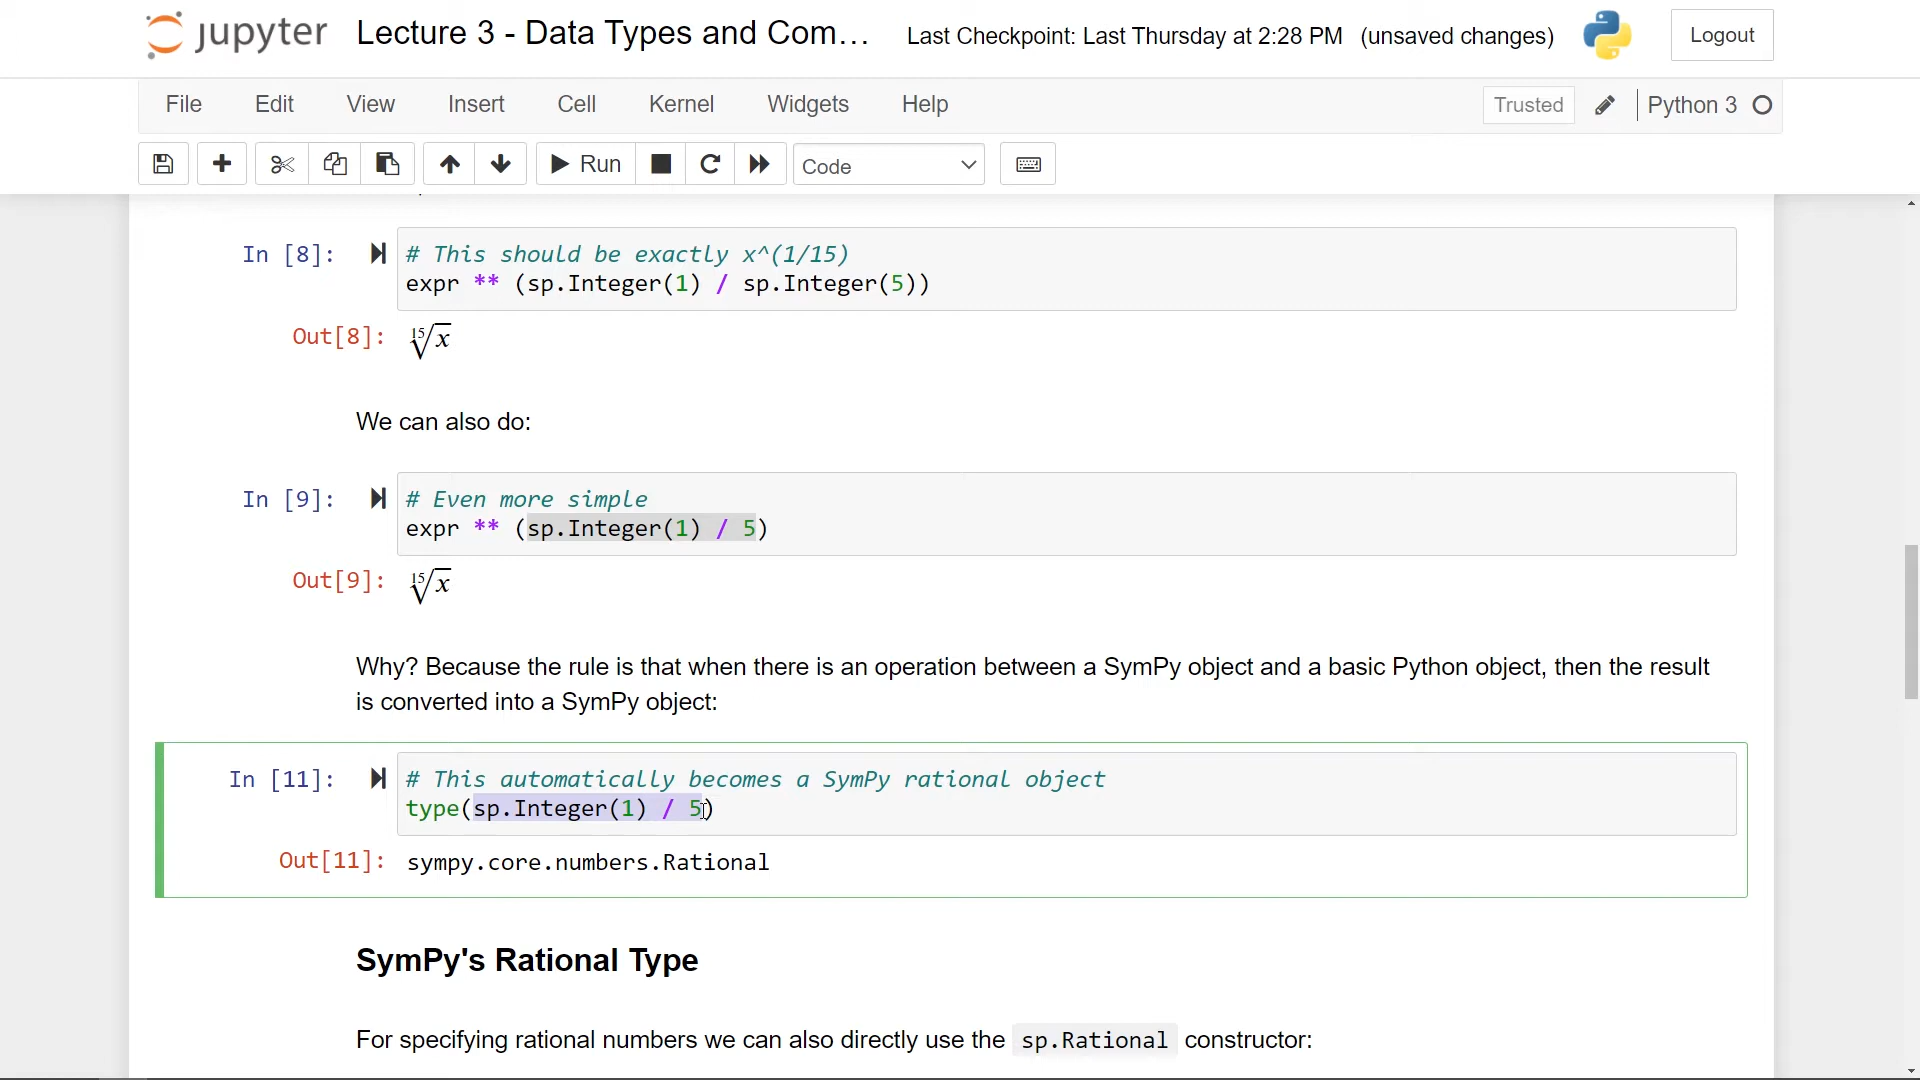 jupyter Lecture 3 - Data Types and Com... Last Checkpoint: Last Thursday at 2:28 PM (unsaved changes) Logout
File Edit View Insert Cell Kernel Widgets Help Trusted Python 3
Run Code
In [8]: # This should be exactly x^(1/15)
expr ** (sp.Integer(1) / sp.Integer(5))
Out[8]: ¹⁵√x
We can also do:
In [9]: # Even more simple
expr ** (sp.Integer(1) / 5)
Out[9]: ¹⁵√x
Why? Because the rule is that when there is an operation between a SymPy object and a basic Python object, then the result
is converted into a SymPy object:
In [11]: # This automatically becomes a SymPy rational object
type(sp.Integer(1) / 5)
Out[11]: sympy.core.numbers.Rational
SymPy's Rational Type
For specifying rational numbers we can also directly use the sp.Rational constructor: